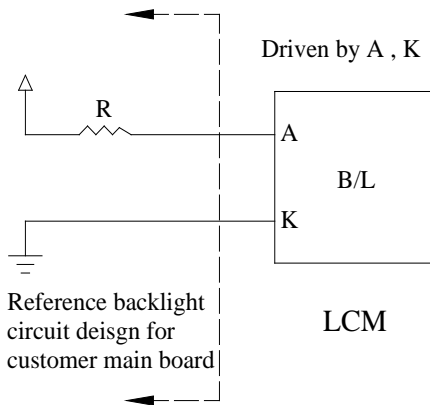 Driven by A , K
R
A
B/L
K
Reference backlight
circuit deisgn for
customer main board
LCM